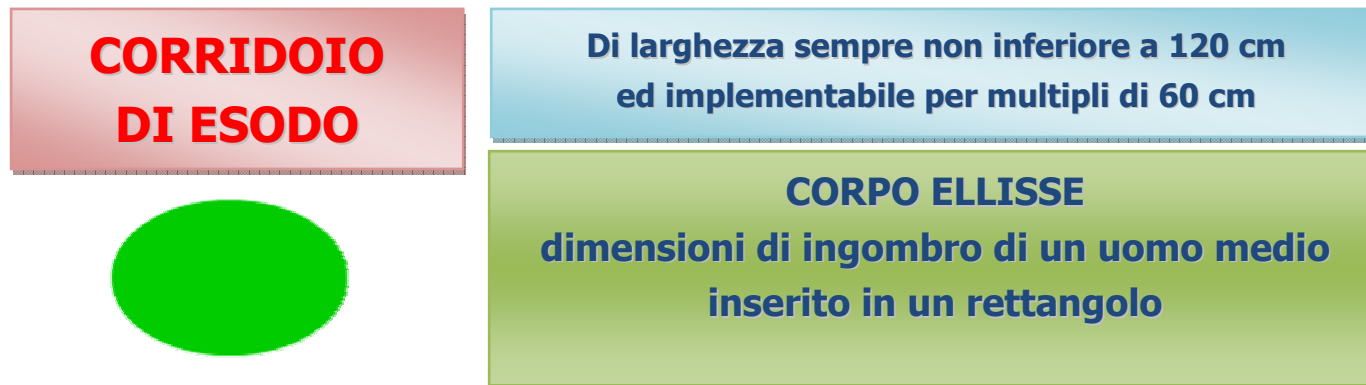 CORRIDOIO
DI ESODO
Di larghezza sempre non inferiore a 120 cm
ed implementabile per multipli di 60 cm
CORPO ELLISSE
dimensioni di ingombro di un uomo medio
inserito in un rettangolo